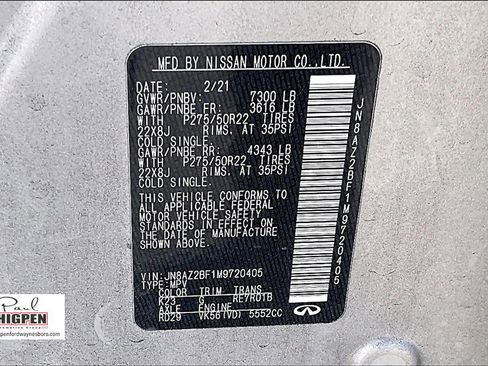 MFD BY NISSAN MOTOR CO.,LTD.
DATE: 2/21
GVWR/PNBV: 7300 LB
GAWR/PNBE FR: 3616 LB
WITH P275/50R22 TIRES
22X8J RIMS, AT 35PSI
COLD SINGLE.
GAWR/PNBE RR: 4343 LB
WITH P275/50R22 TIRES
22X8J RIMS, AT 35PSI
COLD SINGLE.
THIS VEHICLE CONFORMS TO
ALL APPLICABLE FEDERAL
MOTOR VEHICLE SAFETY
STANDARDS IN EFFECT ON
THE DATE OF MANUFACTURE
SHOWN ABOVE.
VIN: JN8AZ2BF1M9720405
TYPE: MPV
COLOR TRIM TRANS
K23 G RE7R01B
AXLE ENGINE
RD29 VK56(VD) 5552CC
INFINITI
JN8AZ2BF1M9720405
Paul
HIGPEN
penfordwaynesboro.com